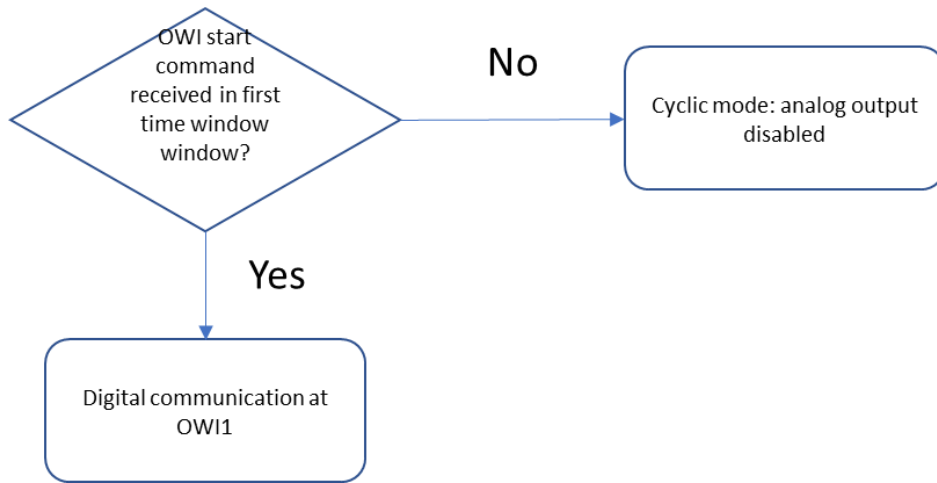 OWI start
command
received in first
time window
window?
No
Cyclic mode: analog output
disabled
Yes
Digital communication at
OWI1